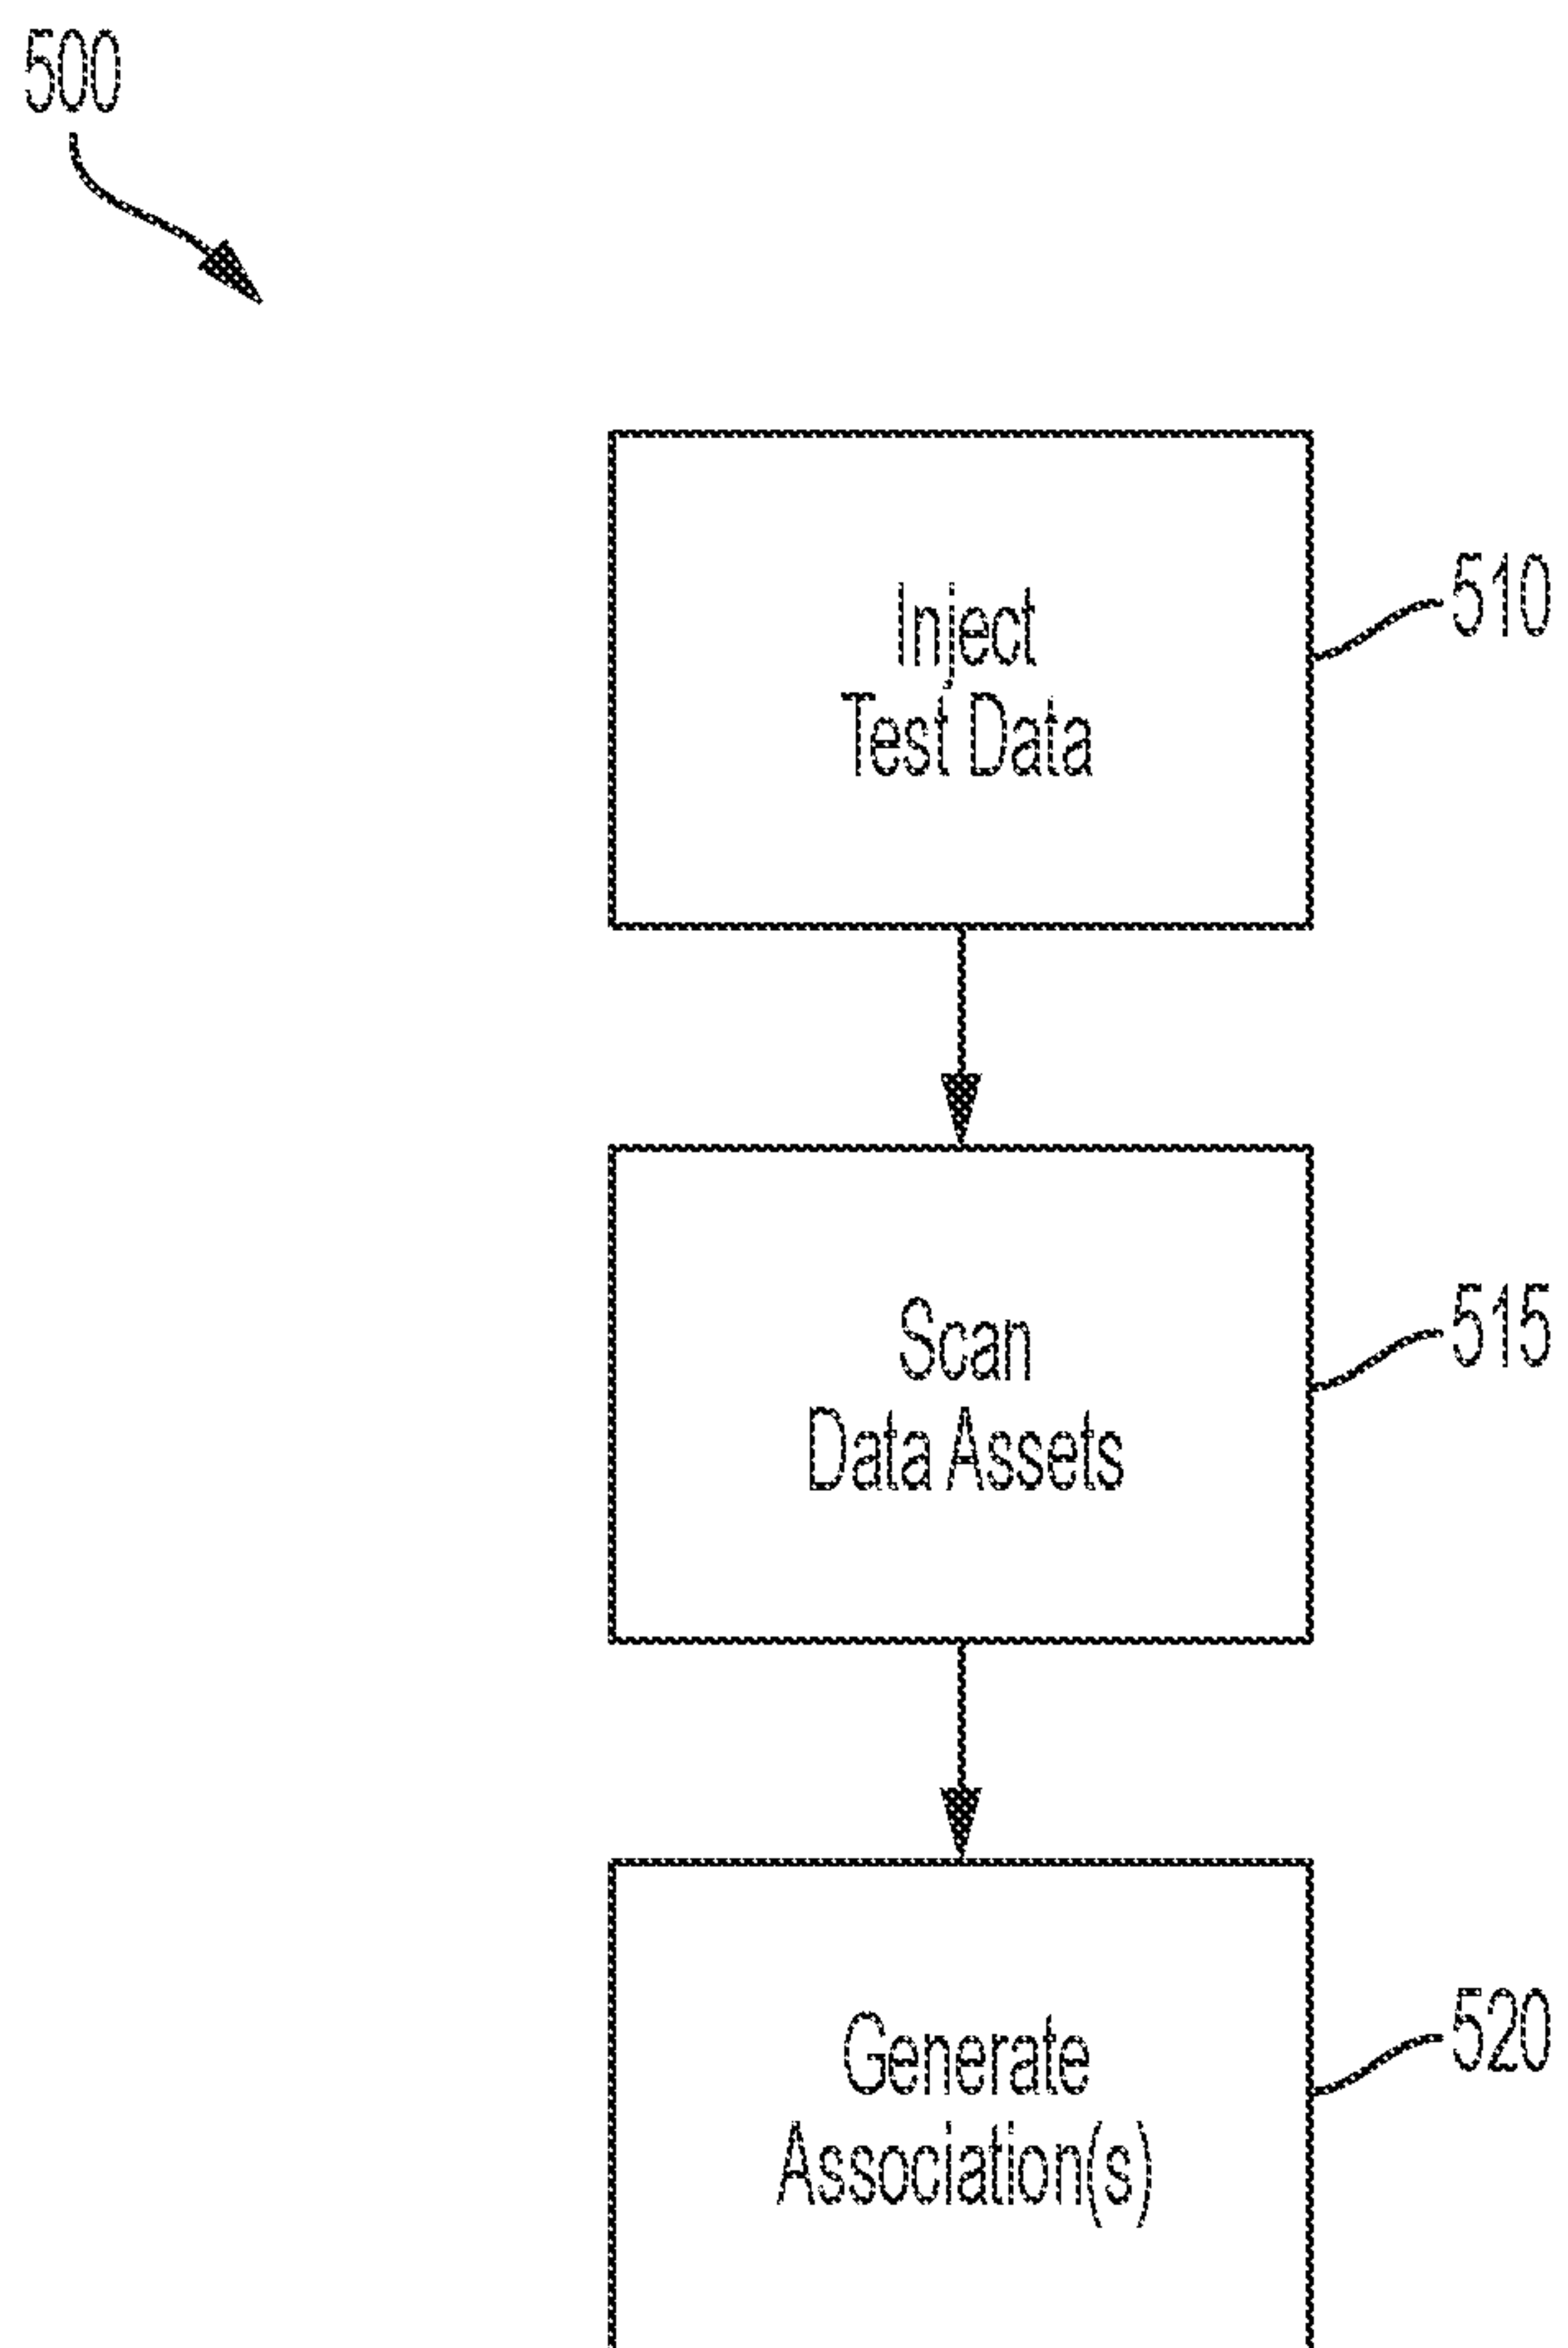 500
Inject
Test Data
510
Scan
Data Assets
515
Generate
Association(s)
520